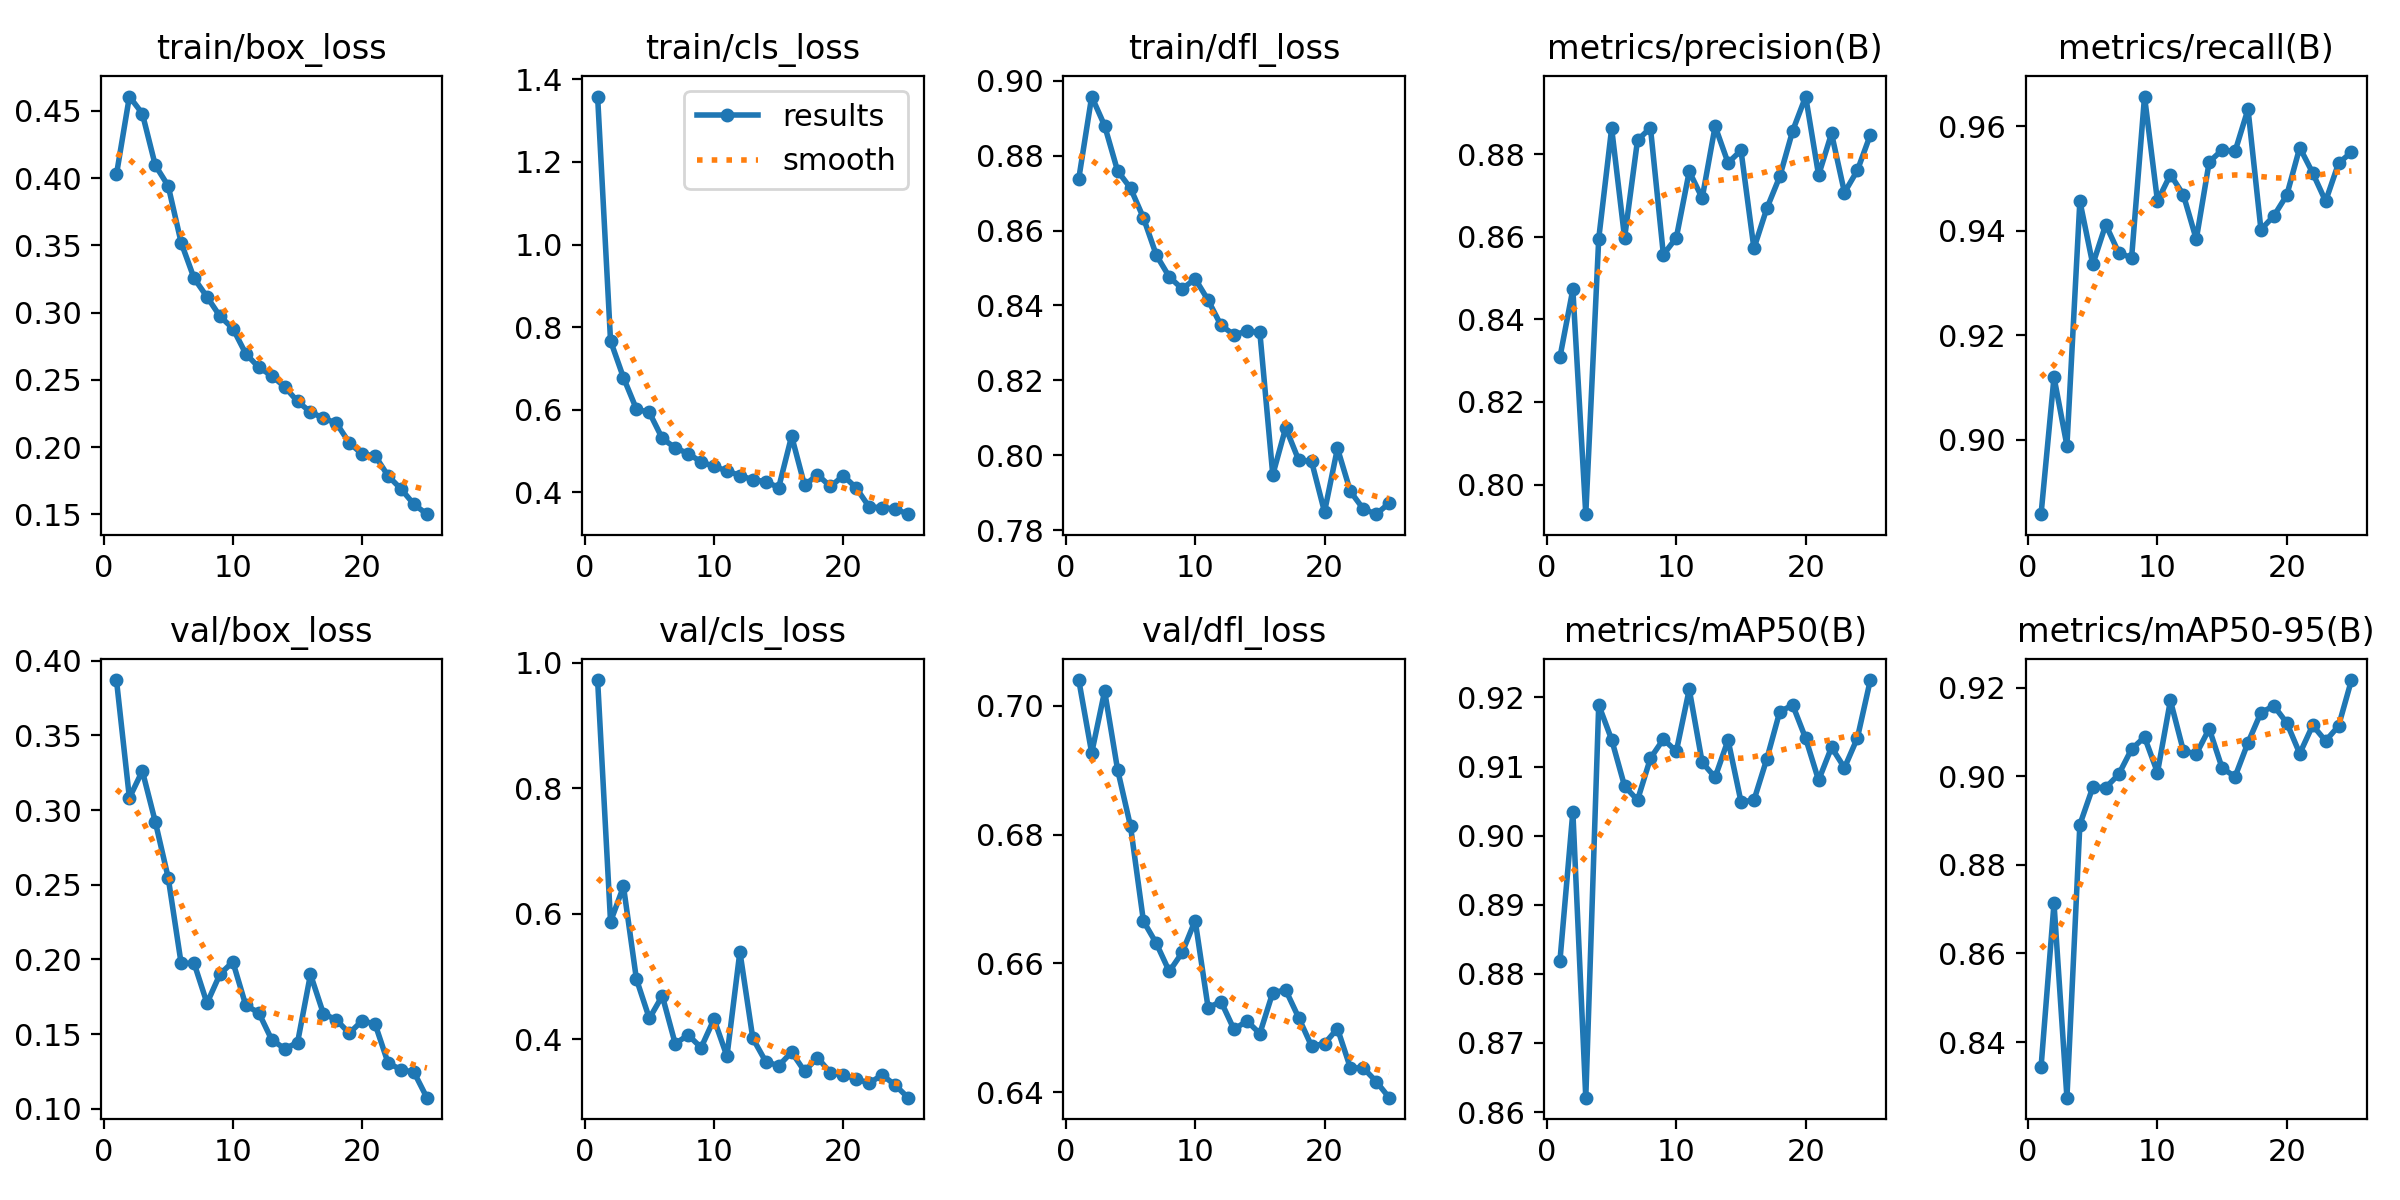 train/box_loss
0.45
0.40
0.35
0.30
0.25
0.20
0.15
0 10 20
train/cls_loss
1.4
1.2
1.0
0.8
0.6
0.4
results
smooth
0 10 20
train/dfl_loss
0.90
0.88
0.86
0.84
0.82
0.80
0.78
0 10 20
metrics/precision(B)
0.88
0.86
0.84
0.82
0.80
0 10 20
metrics/recall(B)
0.96
0.94
0.92
0.90
0 10 20
val/box_loss
0.40
0.35
0.30
0.25
0.20
0.15
0.10
0 10 20
val/cls_loss
1.0
0.8
0.6
0.4
0 10 20
val/dfl_loss
0.70
0.68
0.66
0.64
0 10 20
metrics/mAP50(B)
0.92
0.91
0.90
0.89
0.88
0.87
0.86
0 10 20
metrics/mAP50-95(B)
0.92
0.90
0.88
0.86
0.84
0 10 20